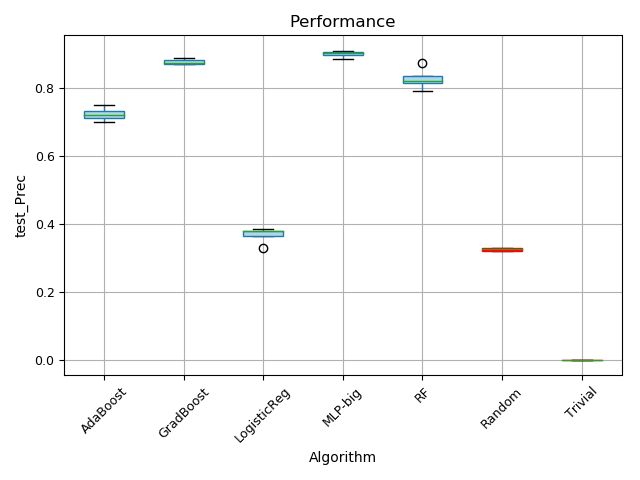 Performance
test_Prec
0.8
0.6
0.4
0.2
0.0
AdaBoost
GradBoost
LogisticReg
MLP-big
RF
Random
Trivial
Algorithm